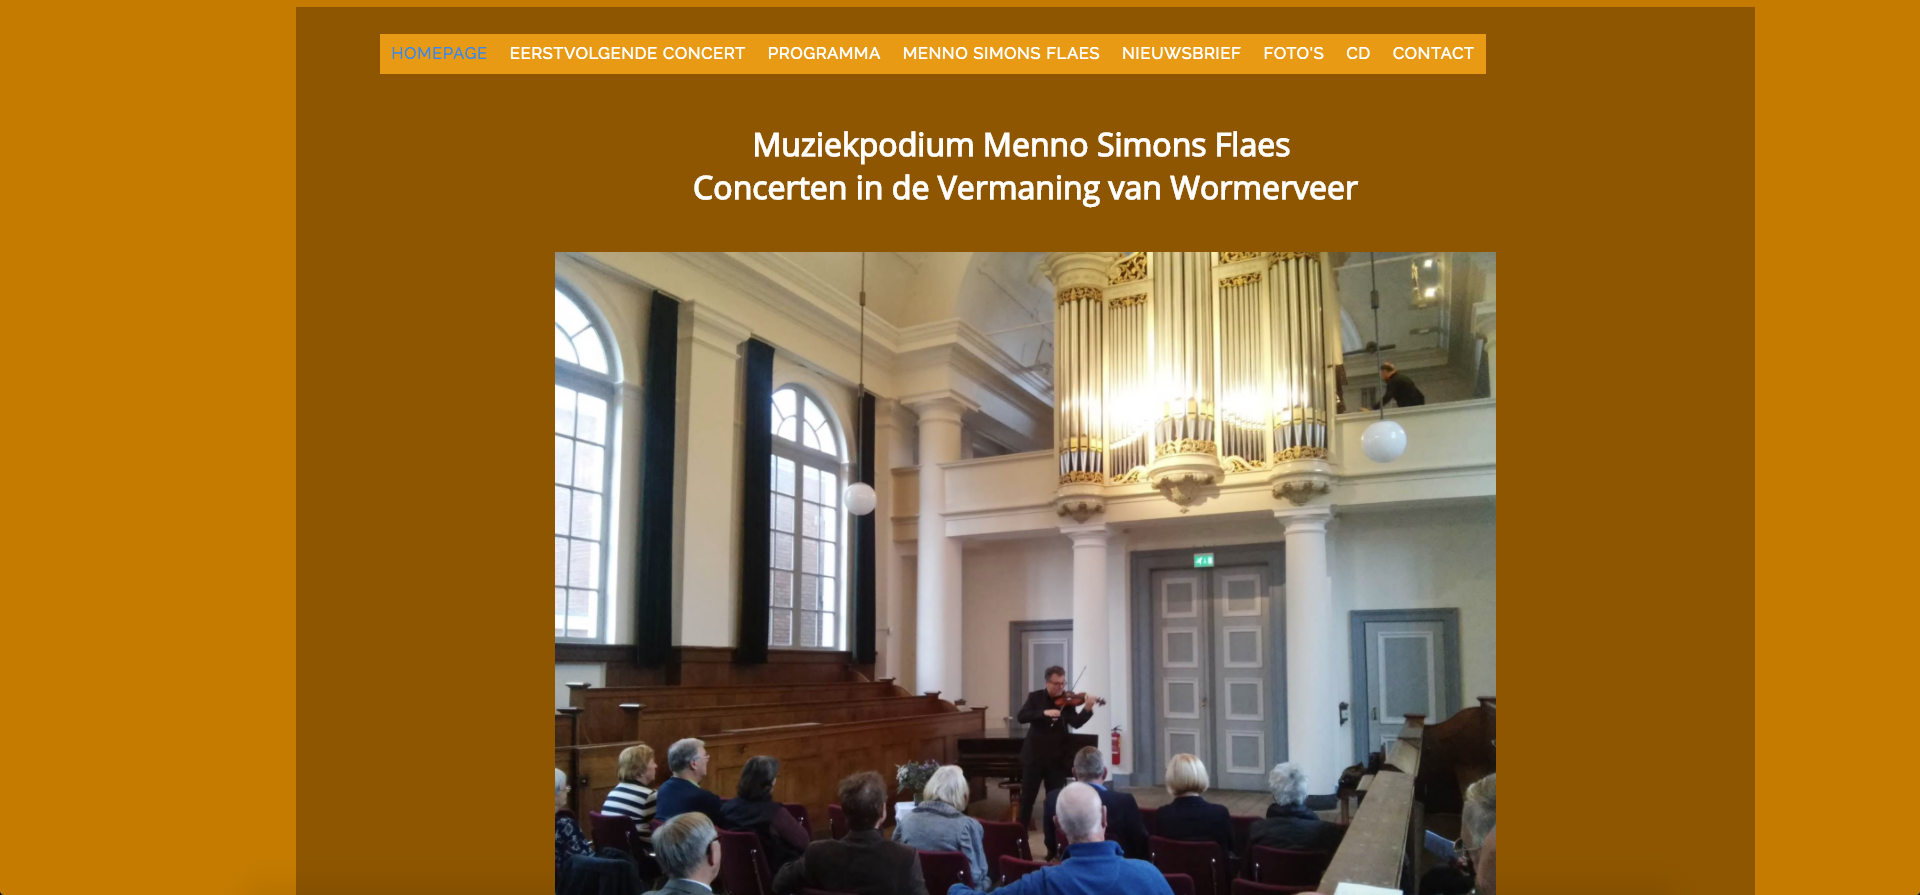 HOMEPAGE EERSTVOLGENDE CONCERT PROGRAMMA MENNO SIMONS FLAES NIEUWSBRIEF FOTO'S CD CONTACT
Muziekpodium Menno Simons Flaes
Concerten in de Vermaning van Wormerveer